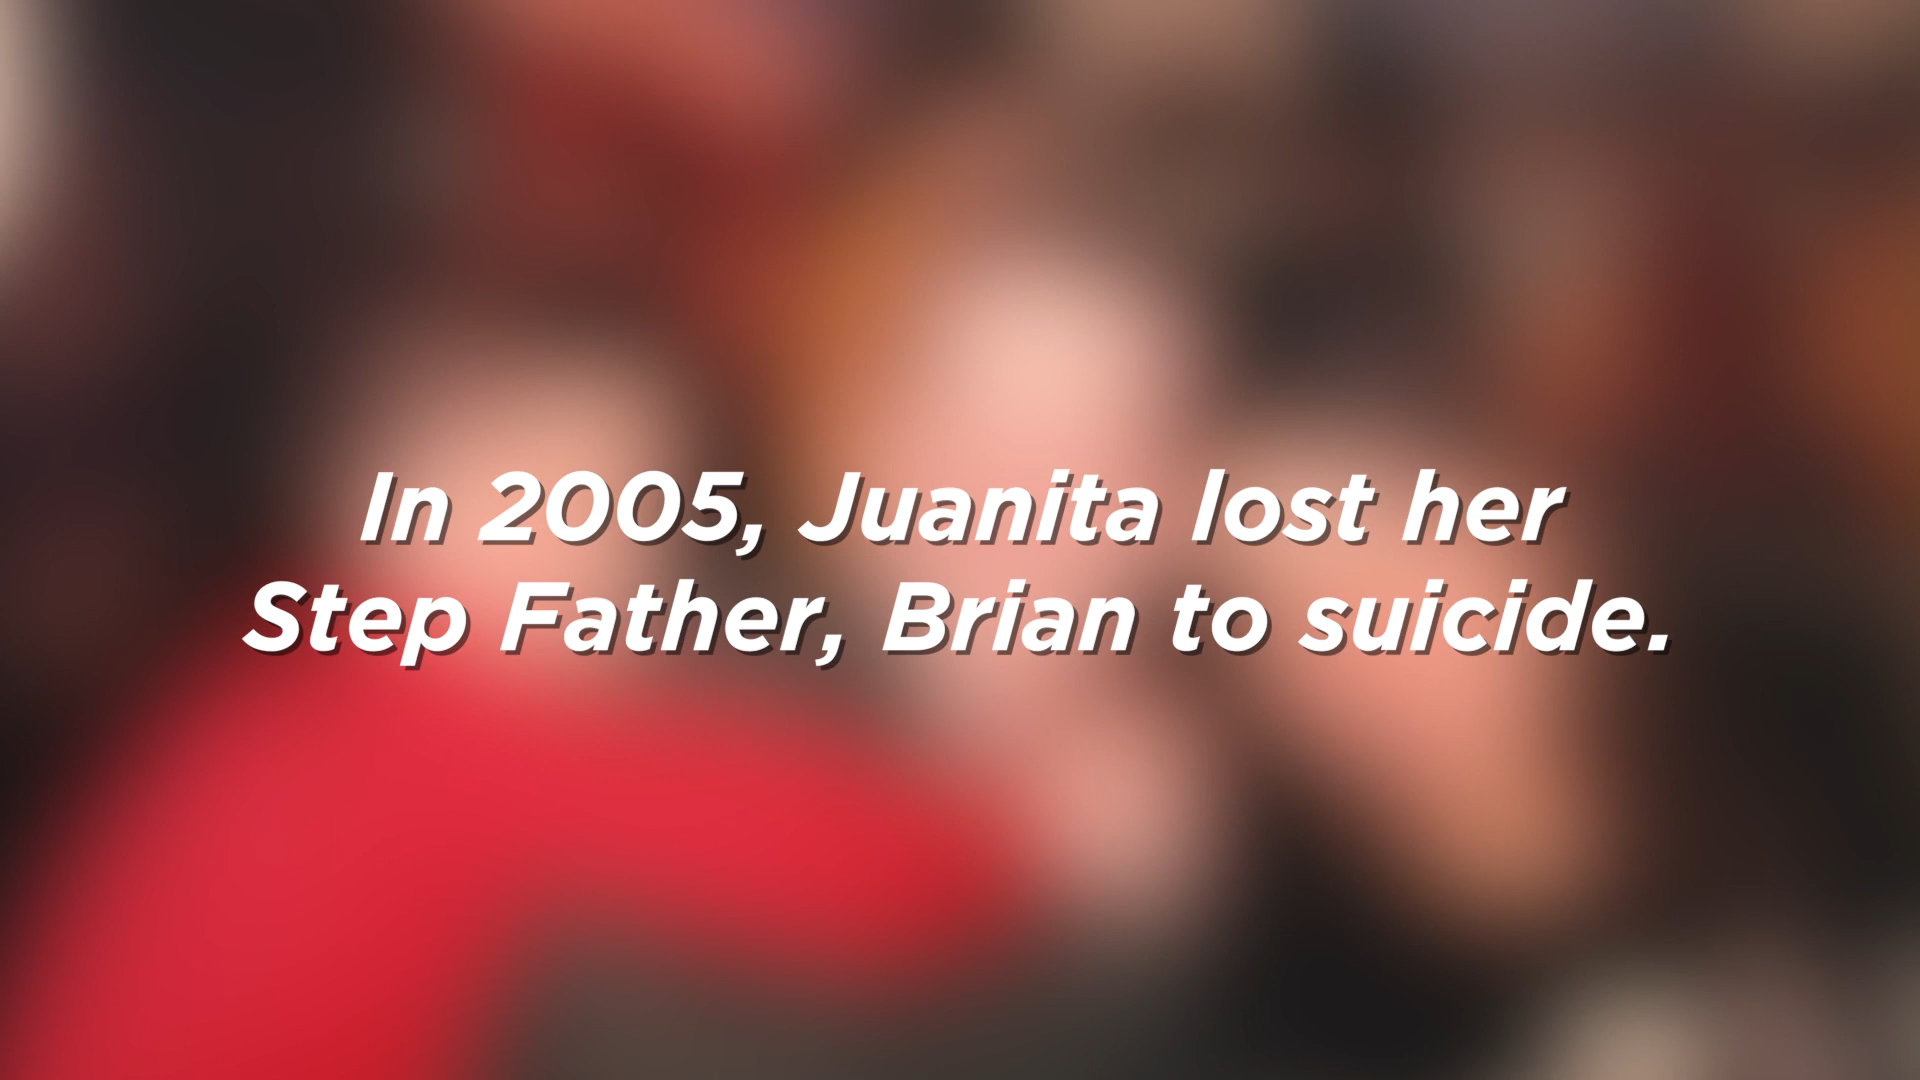 In 2005, Juanita lost her
Step Father, Brian to suicide.